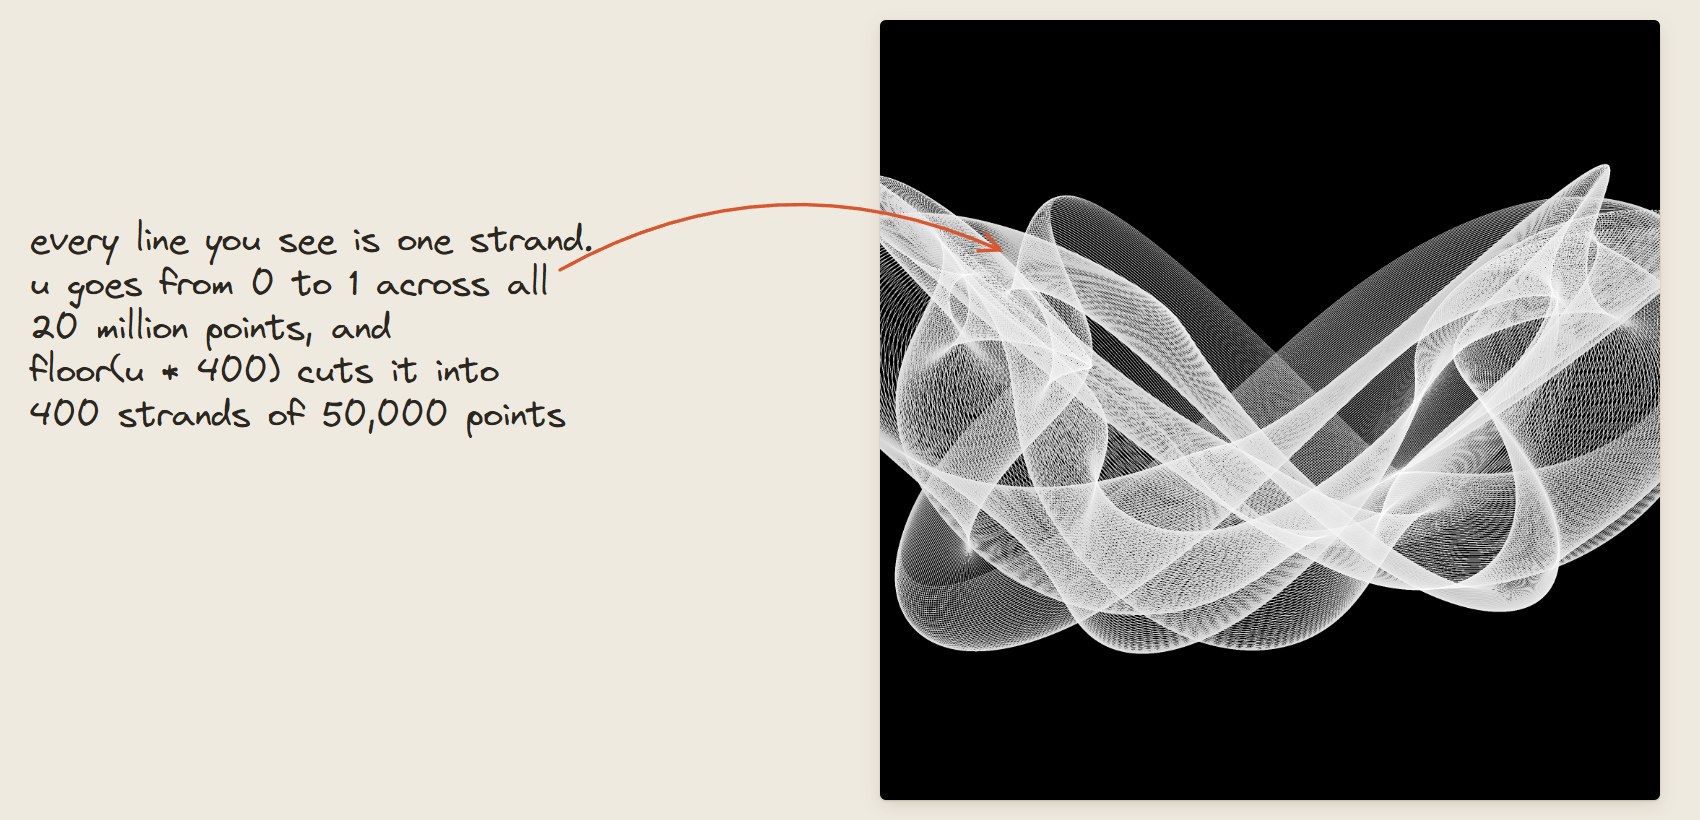 every line you see is one strand.
u goes from 0 to 1 across all
20 million points, and
floor(u * 400) cuts it into
400 strands of 50,000 points